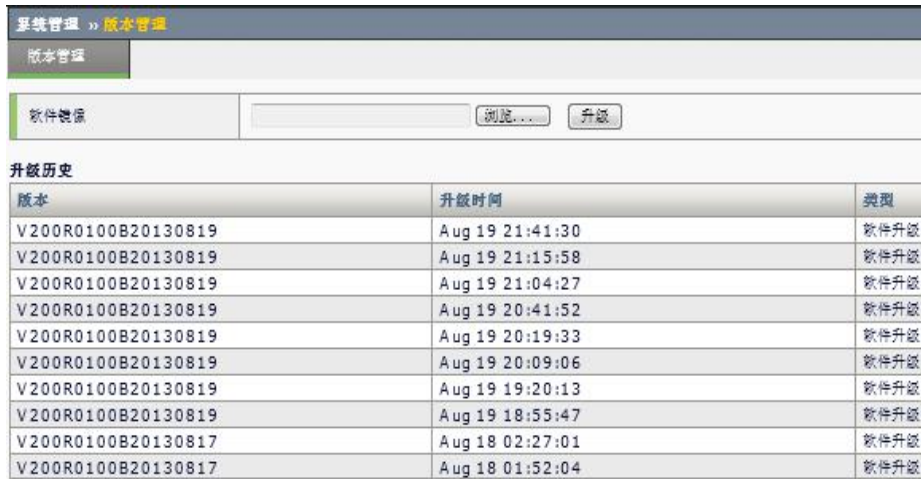 系统管理 » 版本管理
版本管理
软件镜像 浏览... 升级
升级历史
版本 升级时间 类型
V200R0100B20130819 Aug 19 21:41:30 软件升级
V200R0100B20130819 Aug 19 21:15:58 软件升级
V200R0100B20130819 Aug 19 21:04:27 软件升级
V200R0100B20130819 Aug 19 20:41:52 软件升级
V200R0100B20130819 Aug 19 20:19:33 软件升级
V200R0100B20130819 Aug 19 20:09:06 软件升级
V200R0100B20130819 Aug 19 19:20:13 软件升级
V200R0100B20130819 Aug 19 18:55:47 软件升级
V200R0100B20130817 Aug 18 02:27:01 软件升级
V200R0100B20130817 Aug 18 01:52:04 软件升级